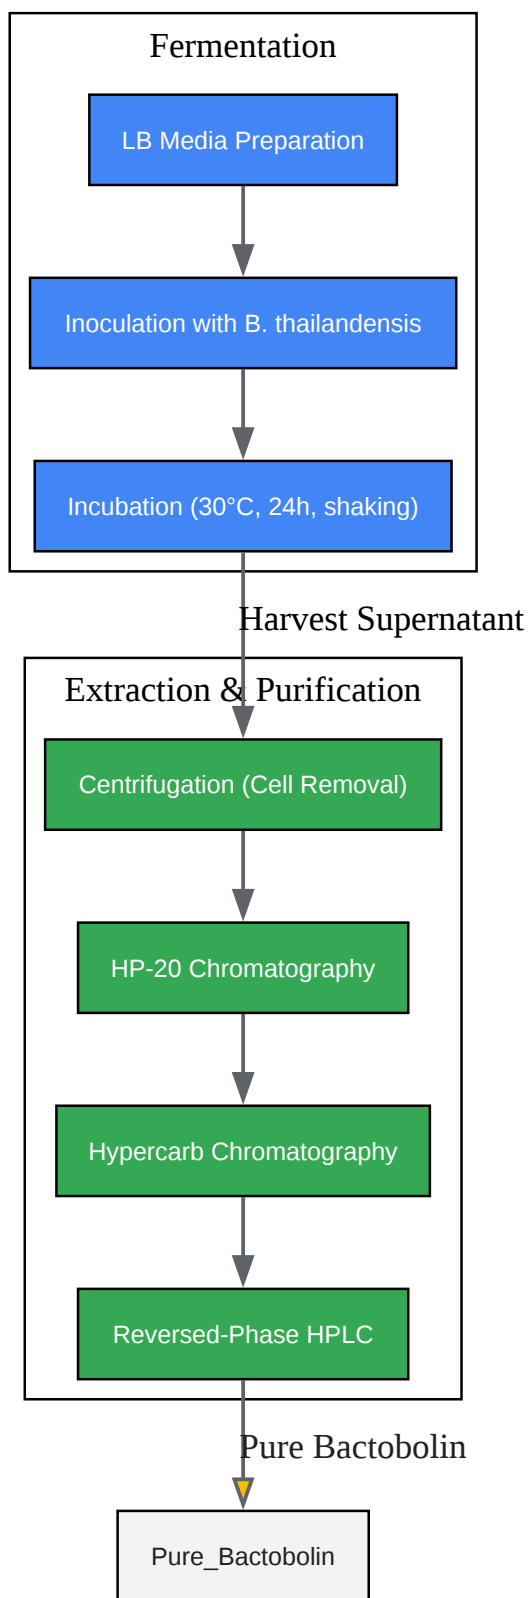 Fermentation
LB Media Preparation
Inoculation with B. thailandensis
Incubation (30°C, 24h, shaking)
Harvest Supernatant
Extraction & Purification
Centrifugation (Cell Removal)
HP-20 Chromatography
Hypercarb Chromatography
Reversed-Phase HPLC
Pure Bactobolin
Pure_Bactobolin